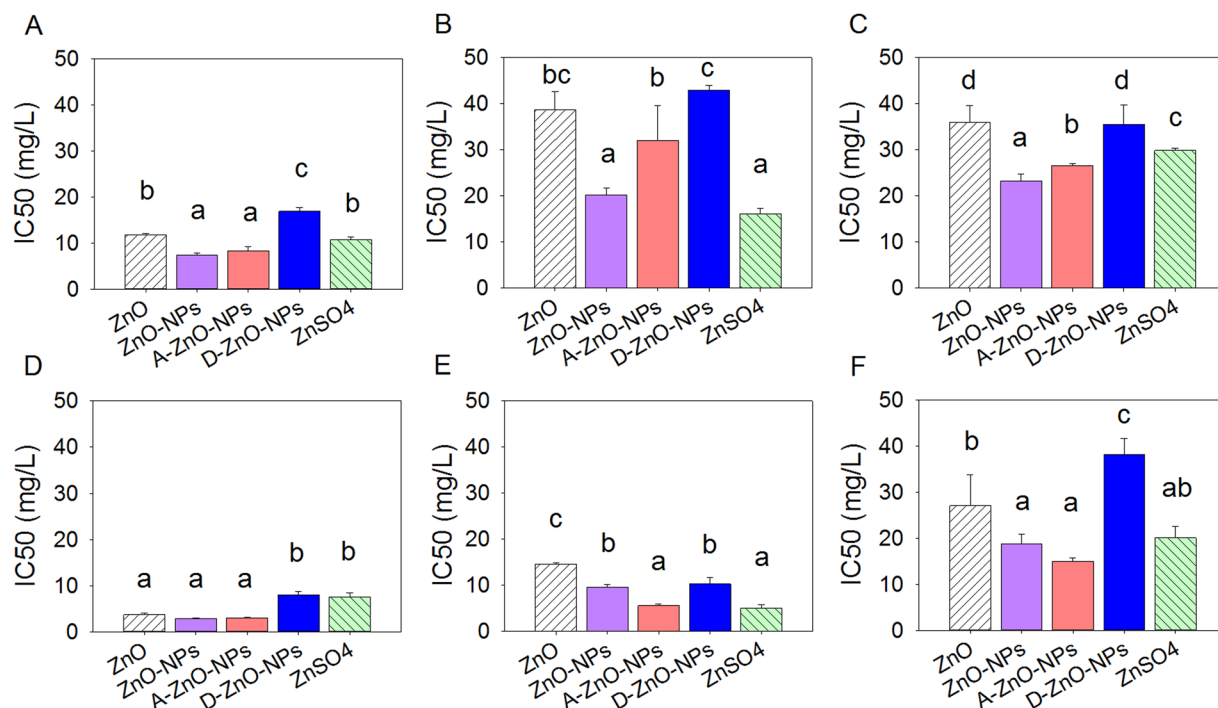 A
IC50 (mg/L)
50
40
30
20
10
0
b
a
a
c
b
ZnO
ZnO-NPs
A-ZnO-NPs
D-ZnO-NPs
ZnSO4
B
IC50 (mg/L)
50
40
30
20
10
0
bc
a
b
c
a
ZnO
ZnO-NPs
A-ZnO-NPs
D-ZnO-NPs
ZnSO4
C
IC50 (mg/L)
50
40
30
20
10
0
d
a
b
d
c
ZnO
ZnO-NPs
A-ZnO-NPs
D-ZnO-NPs
ZnSO4
D
IC50 (mg/L)
50
40
30
20
10
0
a
a
a
b
b
ZnO
ZnO-NPs
A-ZnO-NPs
D-ZnO-NPs
ZnSO4
E
IC50 (mg/L)
50
40
30
20
10
0
c
b
a
b
a
ZnO
ZnO-NPs
A-ZnO-NPs
D-ZnO-NPs
ZnSO4
F
IC50 (mg/L)
50
40
30
20
10
0
b
a
a
c
ab
ZnO
ZnO-NPs
A-ZnO-NPs
D-ZnO-NPs
ZnSO4